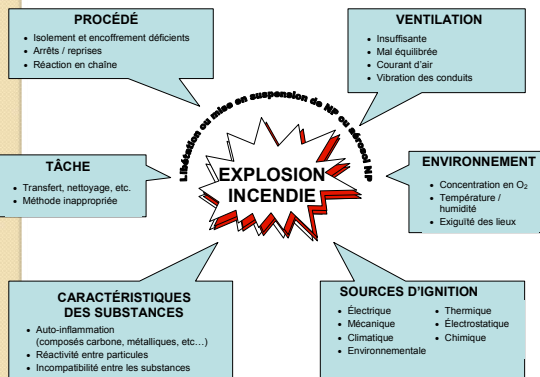 PROCÉDÉ
• Isolement et encoffrement déficients
• Arrêts / reprises
• Réaction en chaîne
VENTILATION
• Insuffisante
• Mal équilibrée
• Courant d'air
• Vibration des conduits
Libétation ou mise en suspension de NP ou aérosol NP
EXPLOSION
INCENDIE
TÂCHE
• Transfert, nettoyage, etc.
• Méthode inappropriée
ENVIRONNEMENT
• Concentration en O₂
• Température /
humidité
• Exiguïté des lieux
CARACTÉRISTIQUES
DES SUBSTANCES
• Auto-inflammation
(composés carbone, métalliques, etc…)
• Réactivité entre particules
• Incompatibilité entre les substances
SOURCES D'IGNITION
• Électrique
• Mécanique
• Climatique
• Environnementale
• Thermique
• Électrostatique
• Chimique